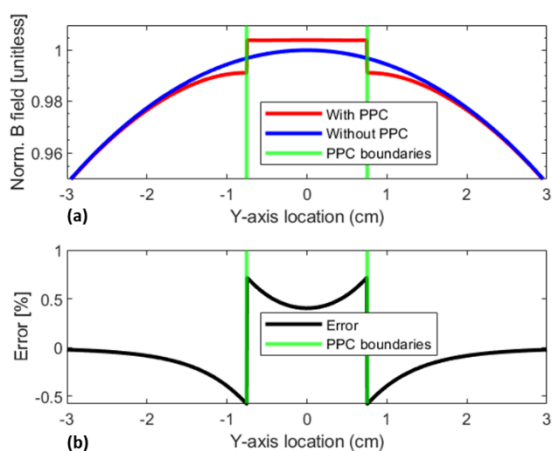 Norm. B field [unitless]
1
0.98
0.96
With PPC
Without PPC
PPC boundaries
-3 -2 -1 0 1 2 3
(a)
Y-axis location (cm)
Error [%]
1
0.5
0
-0.5
Error
PPC boundaries
-3 -2 -1 0 1 2 3
(b)
Y-axis location (cm)